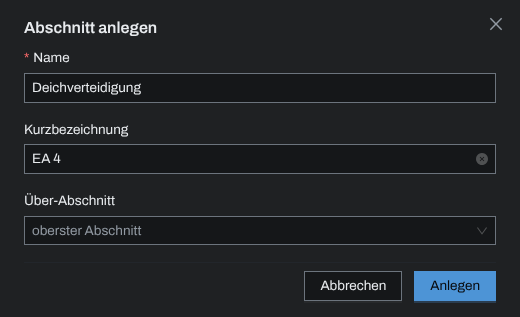 Abschnitt anlegen
* Name
Deichverteidigung
Kurzbezeichnung
EA 4
Über-Abschnitt
oberster Abschnitt
Abbrechen
Anlegen